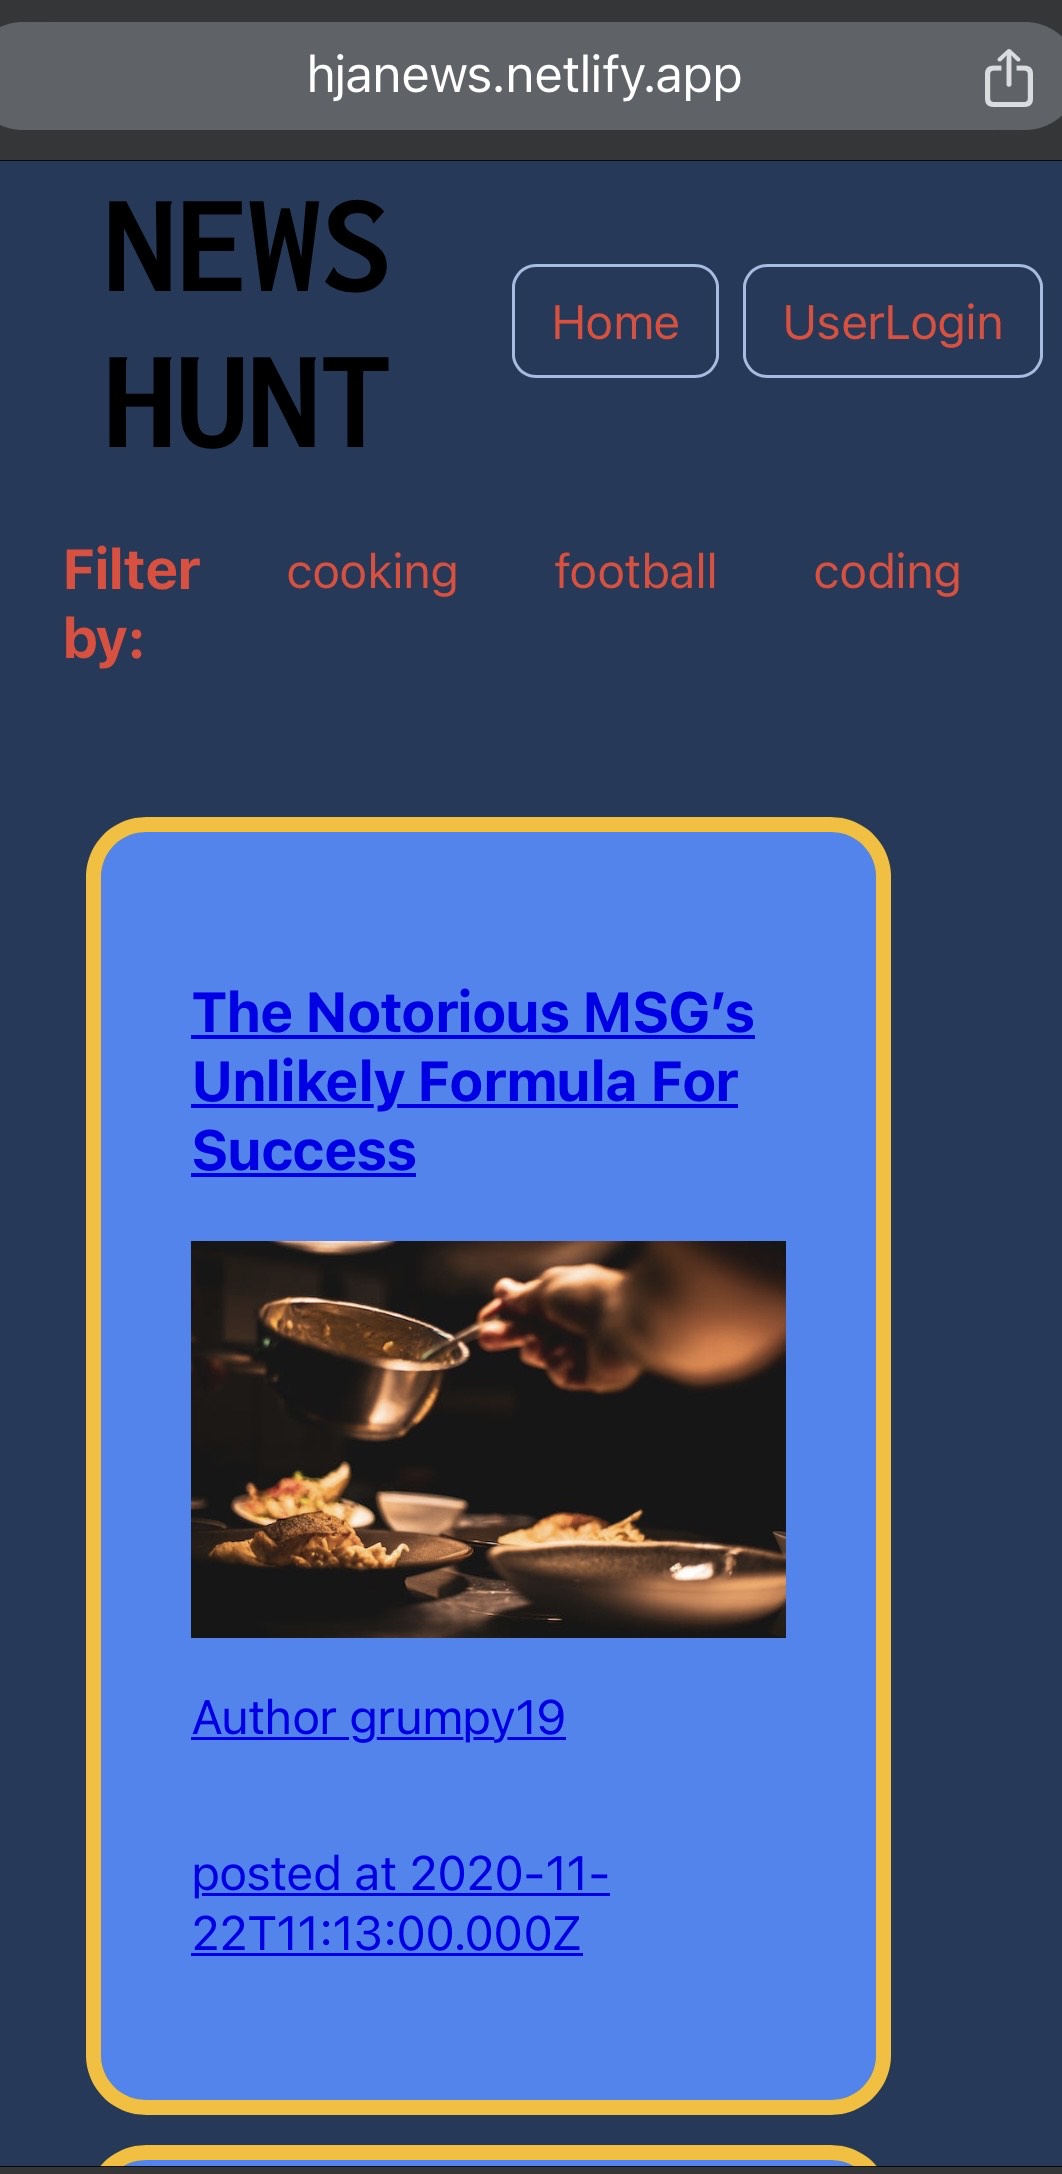 hjanews.netlify.app
NEWS
HUNT
Home
UserLogin
Filter
by:
cooking
football
coding
The Notorious MSG’s
Unlikely Formula For
Success
Author grumpy19
posted at 2020-11-
22T11:13:00.000Z